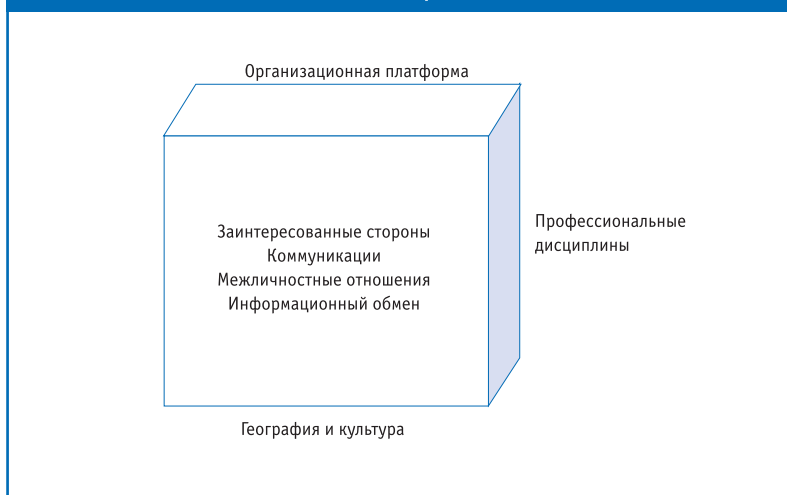 Организационная платформа
Заинтересованные стороны
Коммуникации
Межличностные отношения
Информационный обмен
Профессиональные
дисциплины
География и культура